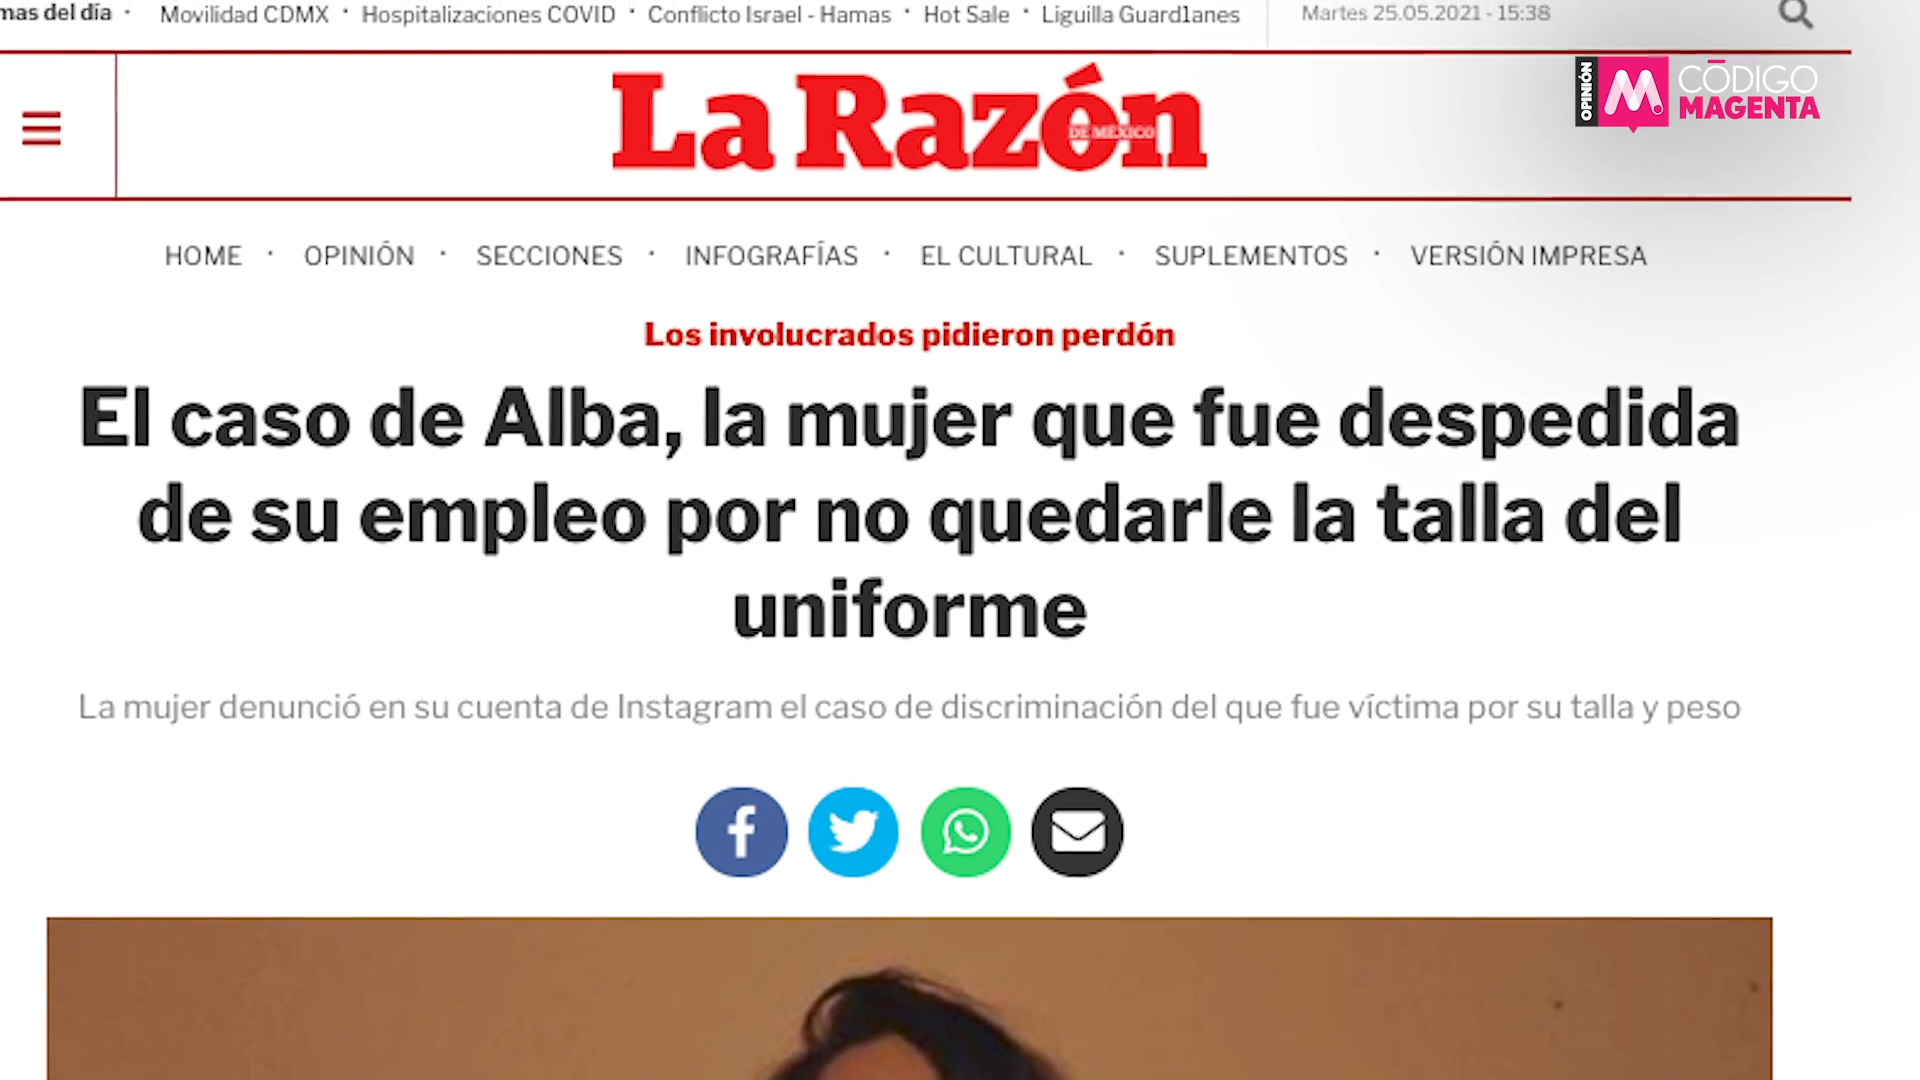 mas del día · Movilidad CDMX · Hospitalizaciones COVID · Conflicto Israel - Hamas · Hot Sale · Liguilla Guard1anes
Martes 25.05.2021 - 15:38
OPINIÓN
CÓDIGO
MAGENTA
La Razón
DE MÉXICO
HOME · OPINIÓN · SECCIONES · INFOGRAFÍAS · EL CULTURAL · SUPLEMENTOS · VERSIÓN IMPRESA
Los involucrados pidieron perdón
El caso de Alba, la mujer que fue despedida
de su empleo por no quedarle la talla del
uniforme
La mujer denunció en su cuenta de Instagram el caso de discriminación del que fue víctima por su talla y peso